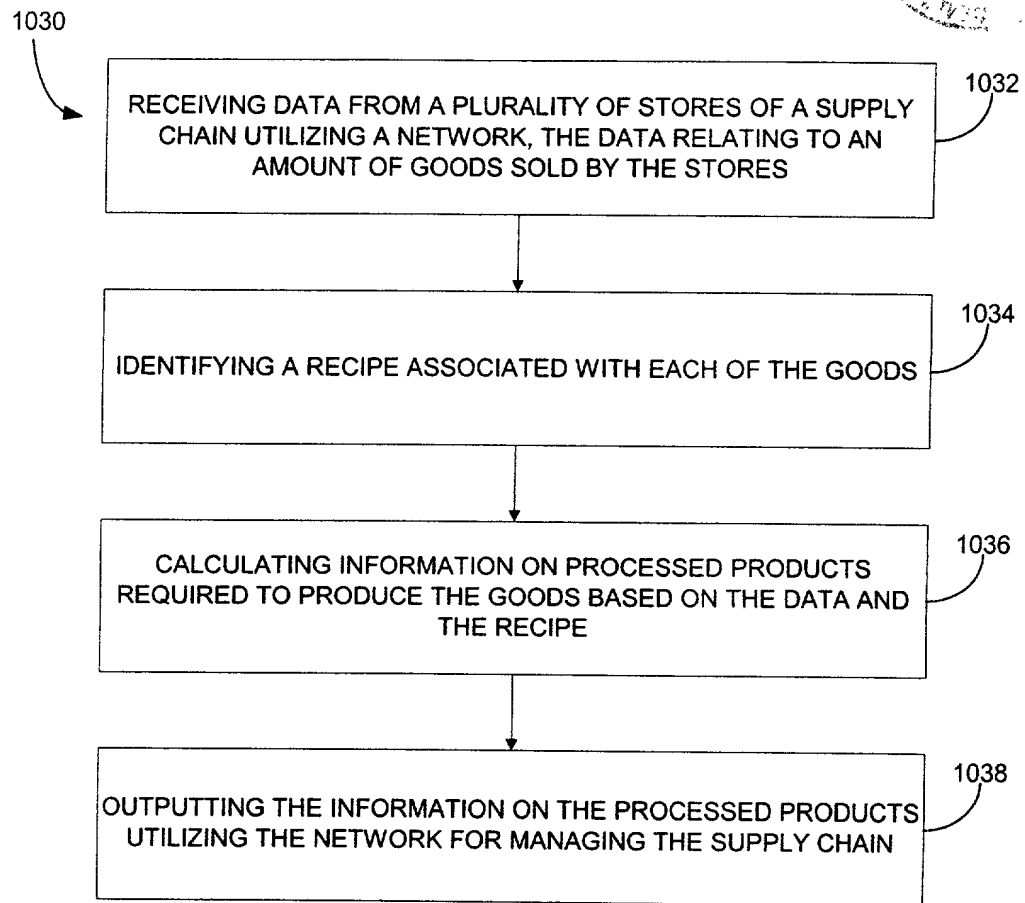 1030
1032
RECEIVING DATA FROM A PLURALITY OF STORES OF A SUPPLY
CHAIN UTILIZING A NETWORK, THE DATA RELATING TO AN
AMOUNT OF GOODS SOLD BY THE STORES
1034
IDENTIFYING A RECIPE ASSOCIATED WITH EACH OF THE GOODS
1036
CALCULATING INFORMATION ON PROCESSED PRODUCTS
REQUIRED TO PRODUCE THE GOODS BASED ON THE DATA AND
THE RECIPE
1038
OUTPUTTING THE INFORMATION ON THE PROCESSED PRODUCTS
UTILIZING THE NETWORK FOR MANAGING THE SUPPLY CHAIN